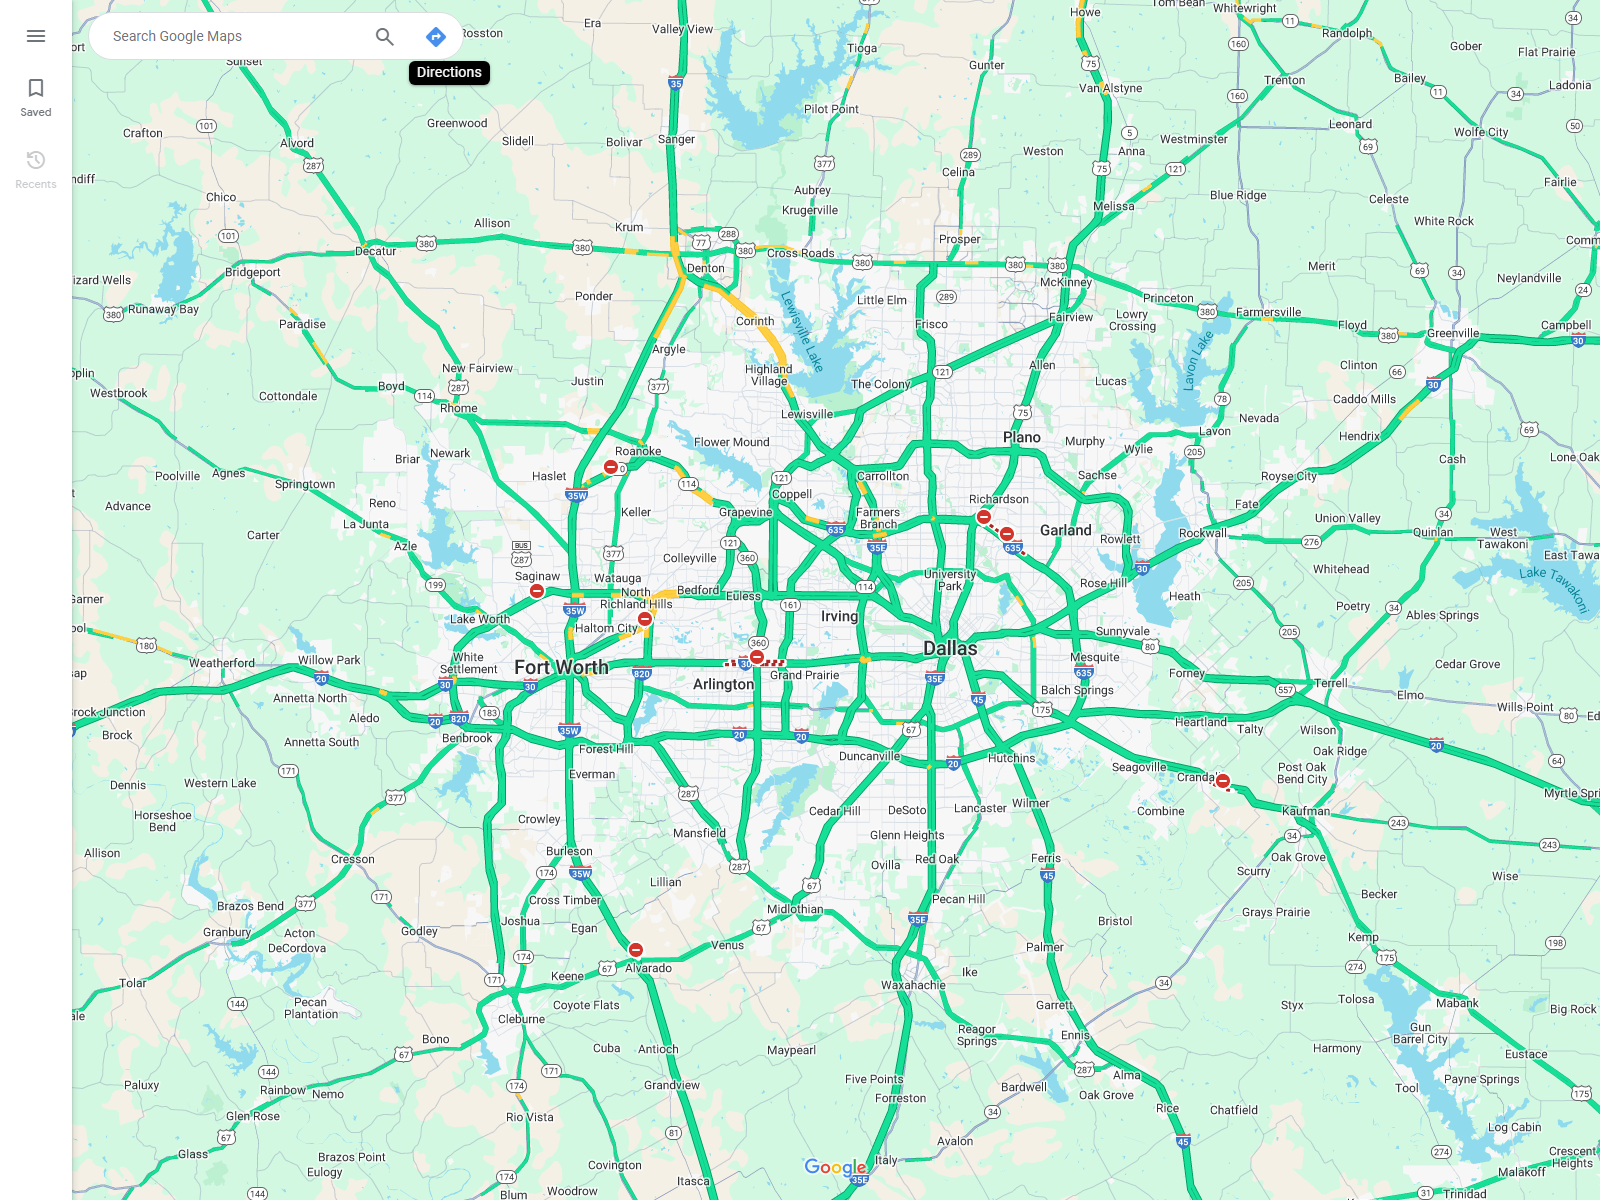 Search Google Maps
Directions
Saved
Recents
Rosston
Era
Valley View
Tioga
Howe
Tom Bean
Whitewright
Randolph
Gober
Flat Prairie
Ladonia
Sunset
Gunter
Van Alstyne
Trenton
Bailey
Pilot Point
Crafton
Alvord
Greenwood
Slidell
Bolivar
Sanger
Weston
Anna
Westminster
Leonard
Wolfe City
Celina
Chico
Aubrey
Krugerville
Melissa
Blue Ridge
Celeste
Fairlie
White Rock
Allison
Krum
Prosper
Decatur
Cross Roads
Denton
Bridgeport
Merit
Neylandville
McKinney
Runaway Bay
Ponder
Little Elm
Princeton
Paradise
Corinth
Lewisville Lake
Frisco
Fairview
Lowry
Crossing
Farmersville
Floyd
Greenville
Campbell
Argyle
New Fairview
Highland
Village
The Colony
Allen
Lucas
Lavon Lake
Clinton
Westbrook
Cottondale
Boyd
Justin
Caddo Mills
Rhome
Lewisville
Nevada
Flower Mound
Plano
Murphy
Lavon
Hendrix
Briar
Newark
Roanoke
Wylie
Cash
Lone Oak
Poolville
Agnes
Springtown
Haslet
Carrollton
Sachse
Royse City
Advance
Reno
Coppell
Richardson
Fate
La Junta
Keller
Grapevine
Farmers
Branch
Garland
Rowlett
Rockwall
Union Valley
Quinlan
West
Tawakoni
East Tawa
Carter
Azle
Colleyville
Saginaw
Watauga
University
Park
Rose Hill
Whitehead
Lake Tawakoni
Garner
Bedford
Euless
North
Richland Hills
Heath
Poetry
Ables Springs
Lake Worth
Haltom City
Irving
Sunnyvale
Willow Park
Weatherford
White
Settlement
Fort Worth
Dallas
Mesquite
Cedar Grove
Arlington
Grand Prairie
Forney
Terrell
Elmo
Annetta North
Balch Springs
Wills Point
Brock Junction
Aledo
Heartland
Talty
Wilson
Brock
Annetta South
Benbrook
Forest Hill
Duncanville
Hutchins
Oak Ridge
Everman
Seagoville
Post Oak
Bend City
Dennis
Western Lake
Combine
Kaufman
Myrtle Spri
Horseshoe
Bend
Crowley
Mansfield
Cedar Hill
DeSoto
Lancaster
Wilmer
Glenn Heights
Allison
Cresson
Burleson
Ovilla
Red Oak
Ferris
Oak Grove
Scurry
Wise
Lillian
Brazos Bend
Cross Timber
Midlothian
Pecan Hill
Becker
Grays Prairie
Granbury
Acton
DeCordova
Godley
Joshua
Egan
Venus
Bristol
Kemp
Palmer
Tolar
Keene
Alvarado
Ike
Waxahachie
Pecan
Plantation
Coyote Flats
Garrett
Styx
Tolosa
Mabank
Big Rock
Cleburne
Bono
Cuba
Antioch
Maypearl
Reagor
Springs
Ennis
Harmony
Gun
Barrel City
Eustace
Paluxy
Rainbow
Nemo
Grandview
Five Points
Bardwell
Alma
Oak Grove
Tool
Payne Springs
Glen Rose
Rio Vista
Forreston
Rice
Chatfield
Log Cabin
Glass
Brazos Point
Eulogy
Covington
Avalon
Italy
Crescent
Heights
Malakoff
Blum
Woodrow
Itasca
Google
Trinidad